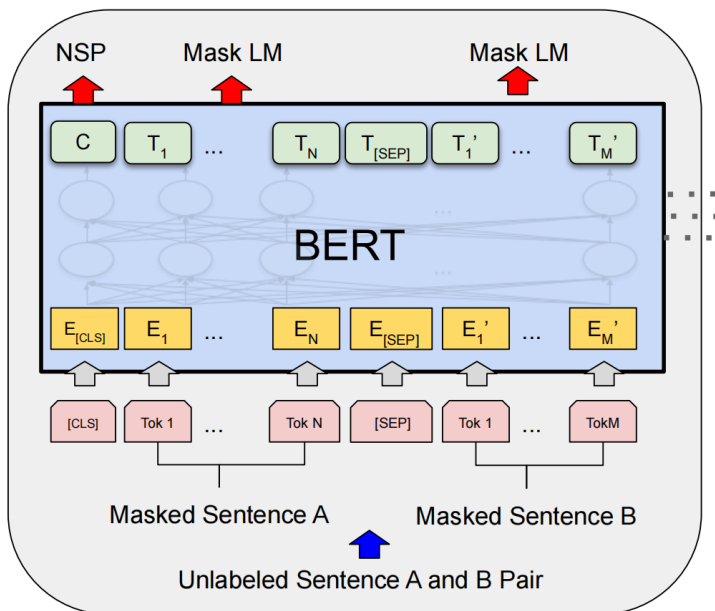 NSP Mask LM Mask LM
C T1 ... TN T[SEP] T1’ ... TM’
...
BERT
...
E[CLS] E1 ... EN E[SEP] E1’ ... EM’
[CLS] Tok 1 ... Tok N [SEP] Tok 1 ... TokM
Masked Sentence A Masked Sentence B
Unlabeled Sentence A and B Pair